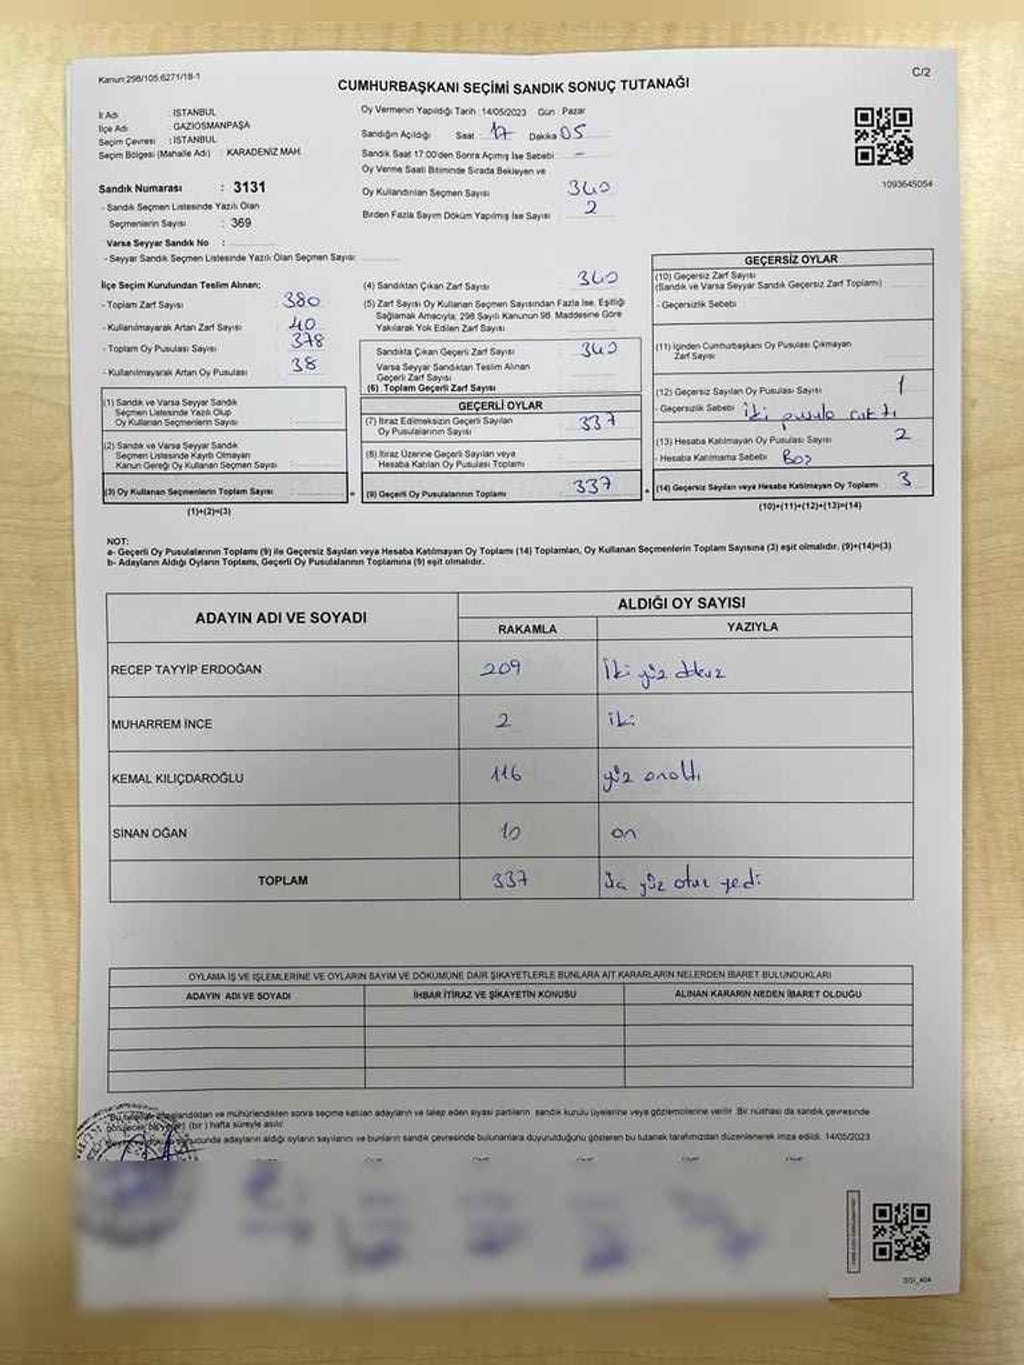 Kanun:298/105,6271/18-1
C/2
CUMHURBAŞKANI SEÇİMİ SANDIK SONUÇ TUTANAĞI
İl Adı : İSTANBUL
İlçe Adı : GAZİOSMANPAŞA
Seçim Çevresi : İSTANBUL
Seçim Bölgesi (Mahalle Adı) : KARADENİZ MAH.
Sandık Numarası : 3131
- Sandık Seçmen Listesinde Yazılı Olan
Seçmenlerin Sayısı : 369
Varsa Seyyar Sandık No :
- Seyyar Sandık Seçmen Listesinde Yazılı Olan Seçmen Sayısı:
Oy Vermenin Yapıldığı Tarih :14/05/2023 Gün : Pazar
Sandığın Açıldığı Saat : 17 Dakika 05
Sandık Saat 17:00'den Sonra Açılmış İse Sebebi : -
Oy Verme Saati Bitiminde Sırada Bekleyen ve
Oy Kullandırılan Seçmen Sayısı 340
Birden Fazla Sayım Döküm Yapılmış İse Sayısı 2
1093645054
İlçe Seçim Kurulundan Teslim Alınan;
- Toplam Zarf Sayısı : 380
- Kullanılmayarak Artan Zarf Sayısı : 40
- Toplam Oy Pusulası Sayısı : 378
- Kullanılmayarak Artan Oy Pusulası : 38
(1) Sandık ve Varsa Seyyar Sandık
Seçmen Listesinde Yazılı Olup
Oy Kullanan Seçmenlerin Sayısı :
(2) Sandık ve Varsa Seyyar Sandık
Seçmen Listesinde Kayıtlı Olmayan
Kanun Gereği Oy Kullanan Seçmen Sayısı :
(3) Oy Kullanan Seçmenlerin Toplam Sayısı :
(1)+(2)=(3)
(4) Sandıktan Çıkan Zarf Sayısı : 340
(5) Zarf Sayısı Oy Kullanan Seçmen Sayısından Fazla İse, Eşitliği
Sağlamak Amacıyla; 298 Sayılı Kanunun 98. Maddesine Göre
Yakılarak Yok Edilen Zarf Sayısı :
Sandıkta Çıkan Geçerli Zarf Sayısı : 340
Varsa Seyyar Sandıktan Teslim Alınan
Geçerli Zarf Sayısı :
(6) Toplam Geçerli Zarf Sayısı :
GEÇERLİ OYLAR
(7) İtiraz Edilmeksizin Geçerli Sayılan
Oy Pusulalarının Sayısı : 337
(8) İtiraz Üzerine Geçerli Sayılan veya
Hesaba Katılan Oy Pusulası Toplamı :
= (9) Geçerli Oy Pusulalarının Toplamı : 337
GEÇERSİZ OYLAR
(10) Geçersiz Zarf Sayısı
(Sandık ve Varsa Seyyar Sandık Geçersiz Zarf Toplamı) :
- Geçersizlik Sebebi
(11) İçinden Cumhurbaşkanı Oy Pusulası Çıkmayan
Zarf Sayısı
(12) Geçersiz Sayılan Oy Pusulası Sayısı : 1
- Geçersizlik Sebebi iki pusula çıktı
(13) Hesaba Katılmayan Oy Pusulası Sayısı : 2
- Hesaba Katılmama Sebebi Boş
+ (14) Geçersiz Sayılan veya Hesaba Katılmayan Oy Toplamı : 3
(10)+(11)+(12)+(13)=(14)
NOT:
a- Geçerli Oy Pusulalarının Toplamı (9) ile Geçersiz Sayılan veya Hesaba Katılmayan Oy Toplamı (14) Toplamları, Oy Kullanan Seçmenlerin Toplam Sayısına (3) eşit olmalıdır. (9)+(14)=(3)
b- Adayların Aldığı Oyların Toplamı, Geçerli Oy Pusulalarının Toplamına (9) eşit olmalıdır.
ADAYIN ADI VE SOYADI ALDIĞI OY SAYISI
RAKAMLA YAZIYLA
RECEP TAYYİP ERDOĞAN 209 İki yüz dokuz
MUHARREM İNCE 2 iki
KEMAL KILIÇDAROĞLU 116 yüz onaltı
SİNAN OĞAN 10 on
TOPLAM 337 Üç yüz otuz yedi
OYLAMA İŞ VE İŞLEMLERİNE VE OYLARIN SAYIM VE DÖKÜMÜNE DAİR ŞİKAYETLERLE BUNLARA AİT KARARLARIN NELERDEN İBARET BULUNDUKLARI
ADAYIN ADI VE SOYADI İHBAR İTİRAZ VE ŞİKAYETİN KONUSU ALINAN KARARIN NEDEN İBARET OLDUĞU
Bu tutanak ve mühürlendikten sonra seçime katılan adayların ve talep eden siyasi partilerin sandık kurulu üyelerine veya gözlemcilerine verilir. Bir nüshası da sandık çevresinde
(bir) hafta süreyle asılır.
sonucunda adayların aldığı oyların sayılarını ve bunların sandık çevresinde bulunanlara duyurulduğunu gösteren bu tutanak tarafımızdan düzenlenerek imza edildi. 14/05/2023